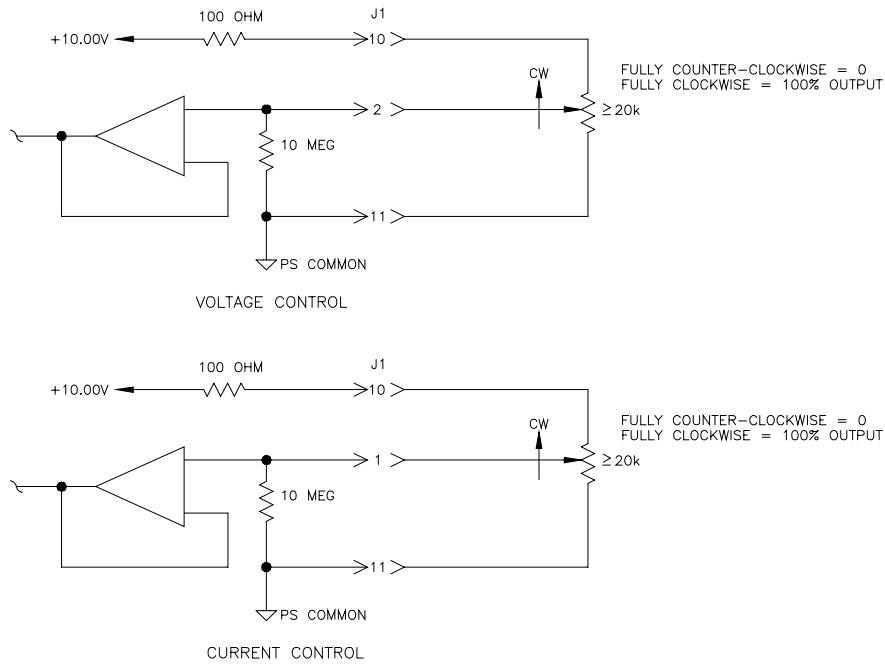 100 OHM
J1
+10.00V
10
FULLY COUNTER-CLOCKWISE = 0
FULLY CLOCKWISE = 100% OUTPUT
CW
2
≥20k
10 MEG
11
PS COMMON
VOLTAGE CONTROL
100 OHM
J1
+10.00V
10
FULLY COUNTER-CLOCKWISE = 0
FULLY CLOCKWISE = 100% OUTPUT
CW
1
≥20k
10 MEG
11
PS COMMON
CURRENT CONTROL